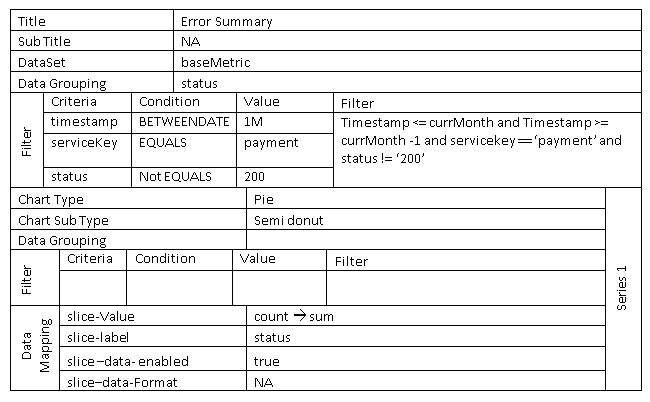 Title Error Summary
Sub Title NA
DataSet baseMetric
Data Grouping status
Filter
Criteria Condition Value Filter
timestamp BETWEENDATE 1M Timestamp <= currMonth and Timestamp >=
serviceKey EQUALS payment currMonth -1 and servicekey == ‘payment’ and
status != ‘200’
status Not EQUALS 200
Chart Type Pie
Chart Sub Type Semi donut
Data Grouping
Filter
Criteria Condition Value Filter
Series 1
Data
Mapping
slice-Value count → sum
slice-label status
slice –data- enabled true
slice–data-Format NA